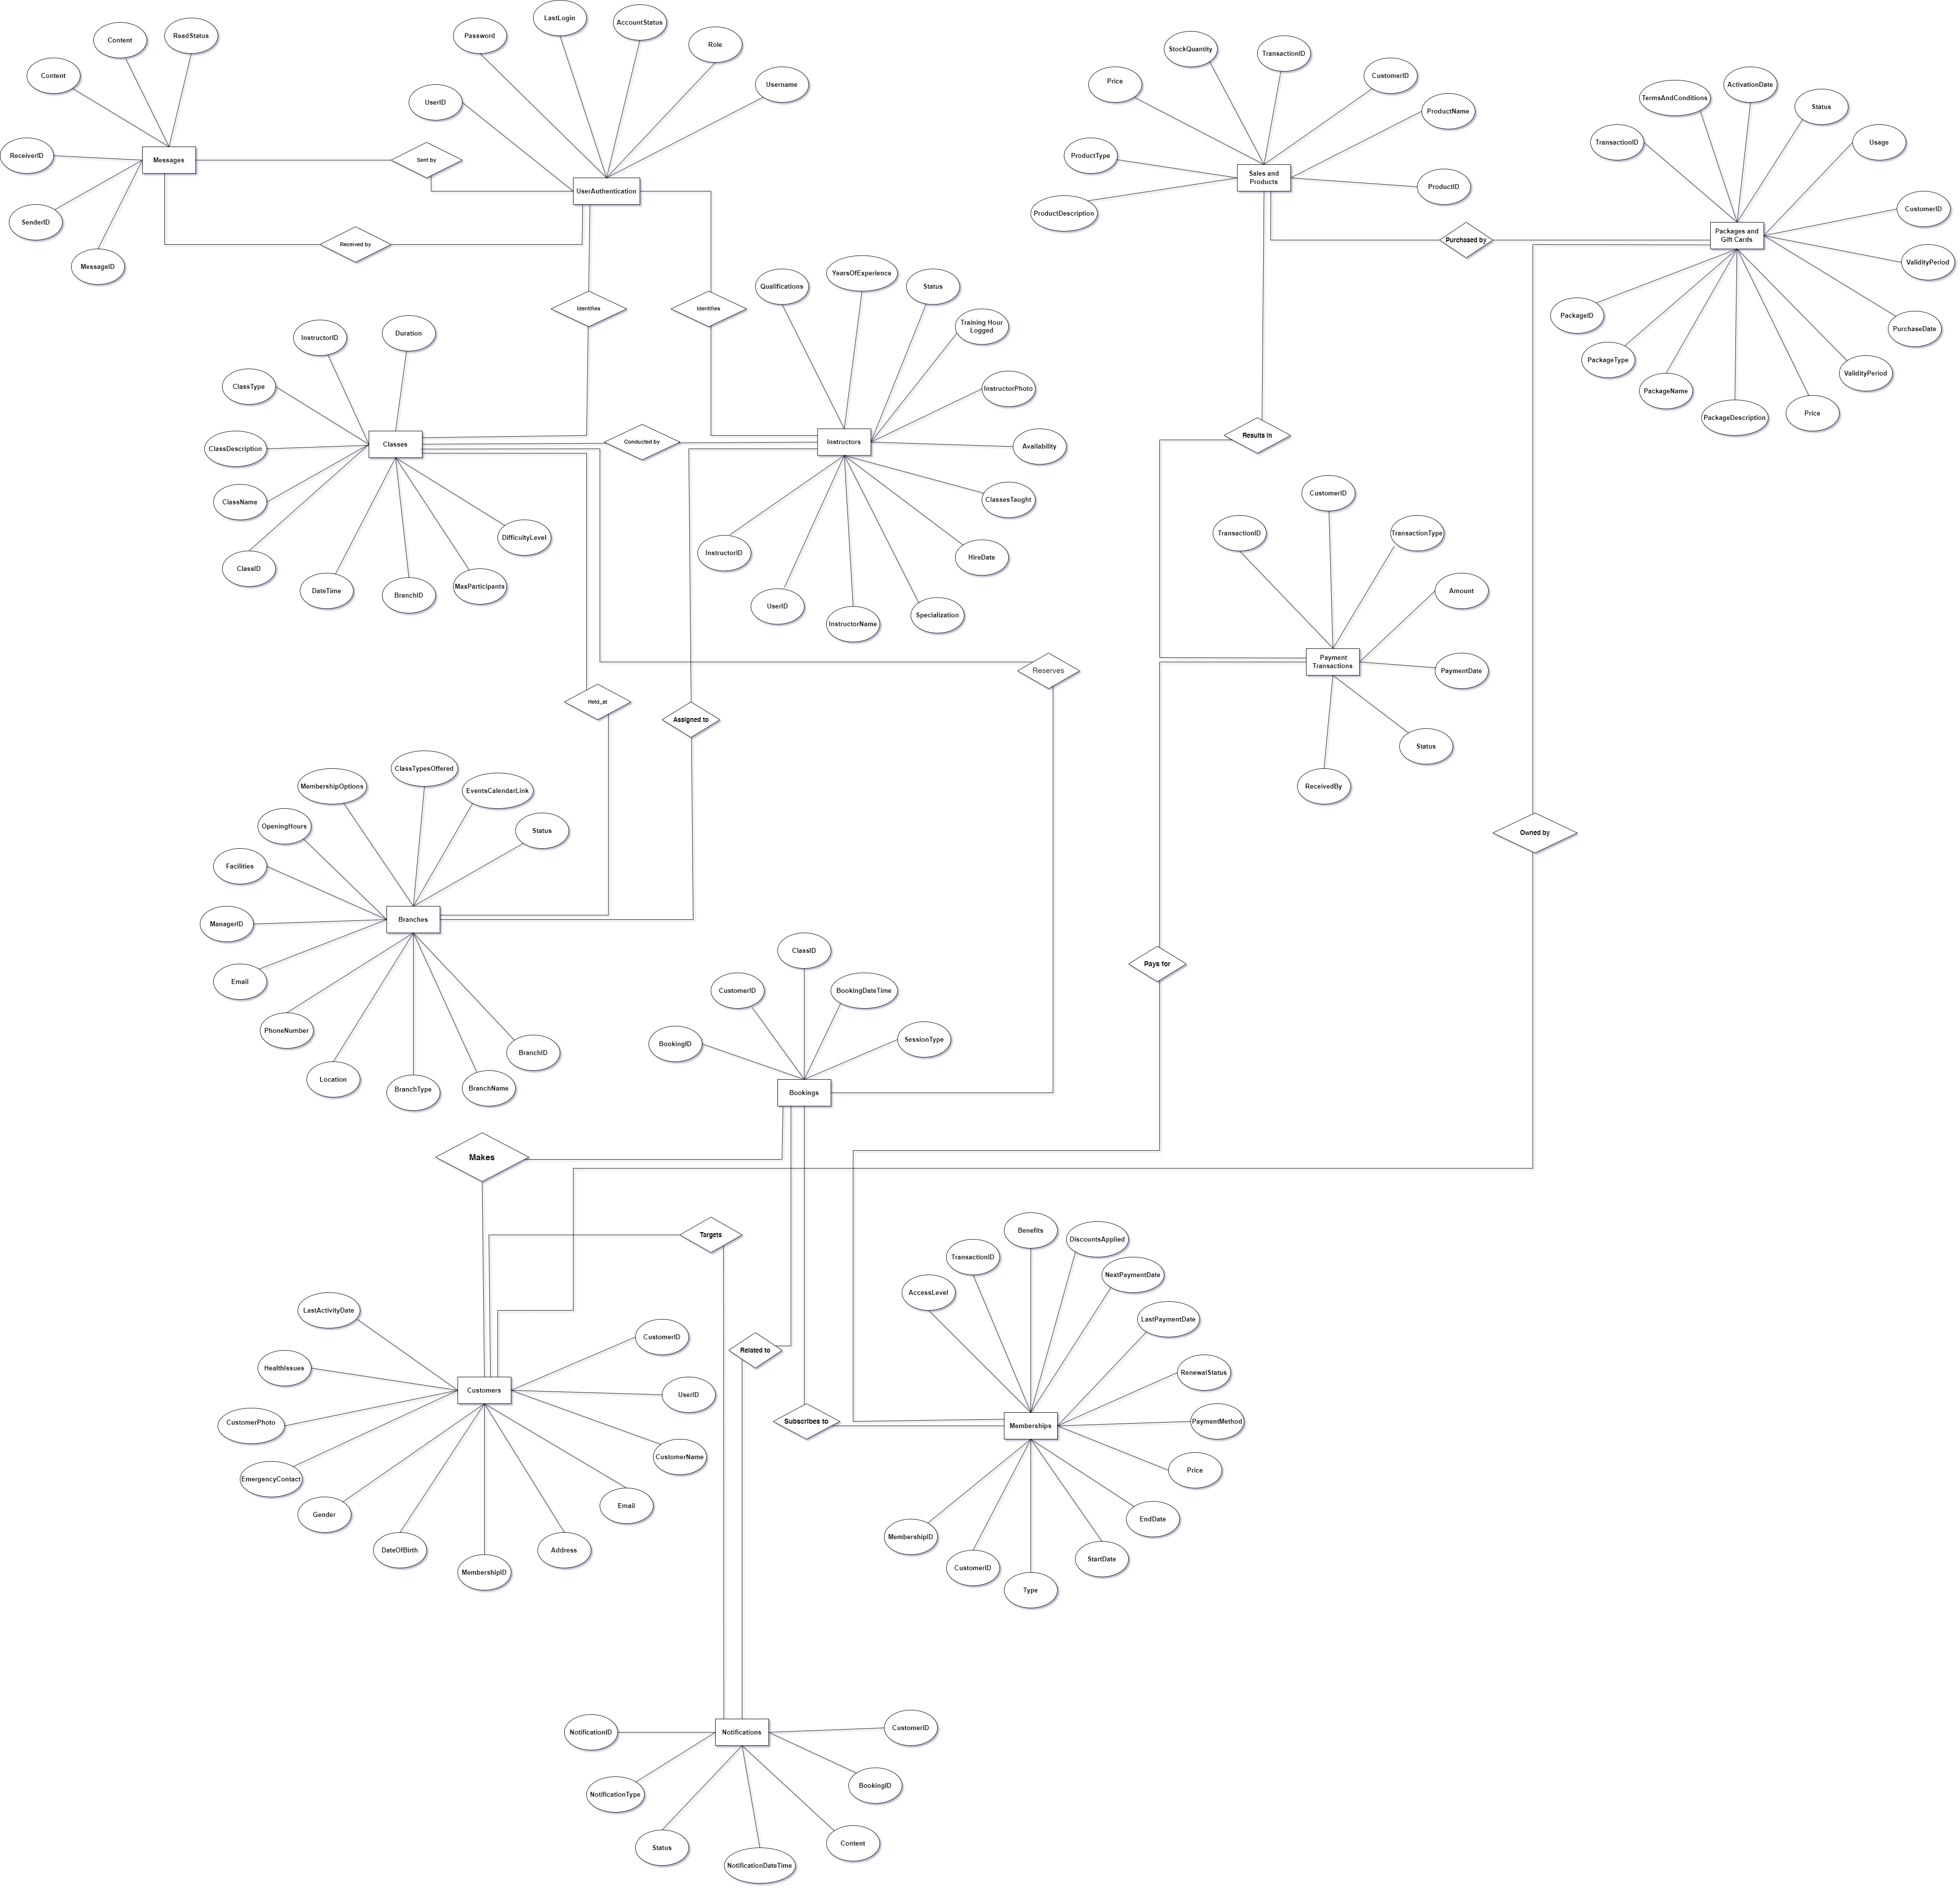 LastLogin
AccountStatus
Password
Role
Username
UserID
Content
ReadStatus
Content
ReceiverID
SenderID
MessageID
Messages
Sent by
Received by
UserAuthentication
Identifies
Identifies
StockQuantity
TransactionID
Price
CustomerID
ProductName
ProductType
ProductID
ProductDescription
Sales and
Products
Purchased by
TermsAndConditions
ActivationDate
Status
TransactionID
Usage
CustomerID
Packages and
Gift Cards
ValidityPeriod
PackageID
PurchaseDate
PackageType
ValidityPeriod
PackageName
PackageDescription
Price
Qualifications
YearsOfExperience
Status
Training Hour
Logged
InstructorPhoto
Availability
ClassesTaught
Instructors
InstructorID
HireDate
UserID
InstructorName
Specialization
InstructorID
Duration
ClassType
ClassDescription
Classes
Conducted by
ClassName
DifficultyLevel
ClassID
DateTime
BranchID
MaxParticipants
Results in
CustomerID
TransactionID
TransactionType
Amount
Payment
Transactions
PaymentDate
Status
ReceivedBy
Reserves
Held_at
Assigned to
Owned by
ClassTypesOffered
MembershipOptions
EventsCalendarLink
OpeningHours
Status
Facilities
ManagerID
Branches
Email
PhoneNumber
Location
BranchType
BranchName
BranchID
Pays for
ClassID
CustomerID
BookingDateTime
BookingID
SessionType
Bookings
Makes
Targets
Related to
Subscribes to
LastActivityDate
HealthIssues
CustomerID
Customers
UserID
CustomerPhoto
CustomerName
EmergencyContact
Gender
Email
DateOfBirth
Address
MembershipID
Benefits
DiscountsApplied
TransactionID
NextPaymentDate
AccessLevel
LastPaymentDate
RenewalStatus
Memberships
PaymentMethod
Price
MembershipID
EndDate
CustomerID
StartDate
Type
NotificationID
Notifications
CustomerID
NotificationType
BookingID
Status
Content
NotificationDateTime